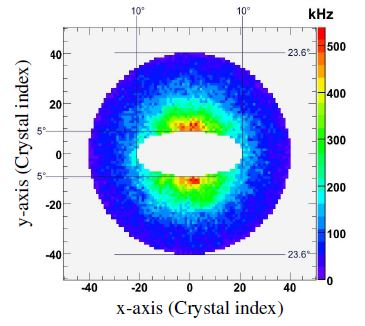 10° 10° kHz
40 23.6° 500
20 400
5° 300
0
5° 200
-20 100
-40 23.6° 0
-40 -20 0 20 40
x-axis (Crystal index)
y-axis (Crystal index)